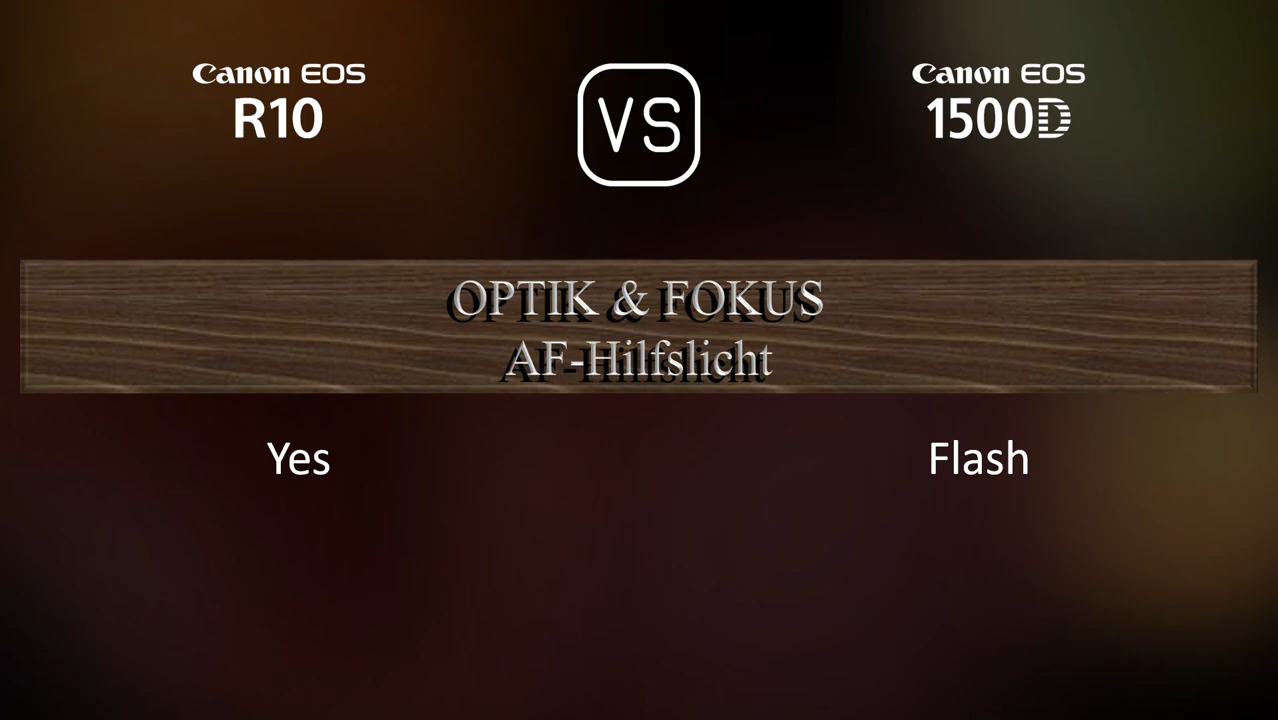 Canon EOS
R10
VS
Canon EOS
1500D
OPTIK & FOKUS
AF-Hilfslicht
Yes
Flash